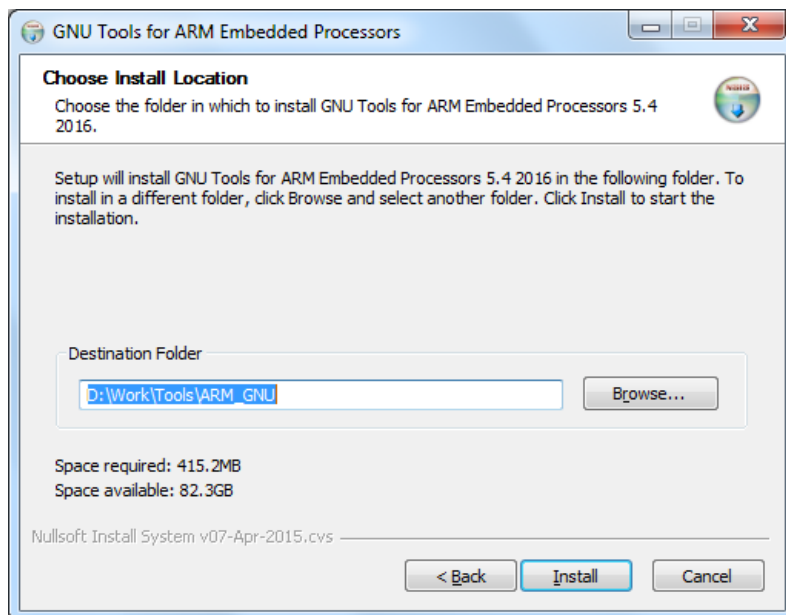 GNU Tools for ARM Embedded Processors
Choose Install Location
Choose the folder in which to install GNU Tools for ARM Embedded Processors 5.4
2016.
Setup will install GNU Tools for ARM Embedded Processors 5.4 2016 in the following folder. To
install in a different folder, click Browse and select another folder. Click Install to start the
installation.
Destination Folder
D:\Work\Tools\ARM_GNU
Browse...
Space required: 415.2MB
Space available: 82.3GB
Nullsoft Install System v07-Apr-2015.cvs
< Back Install Cancel